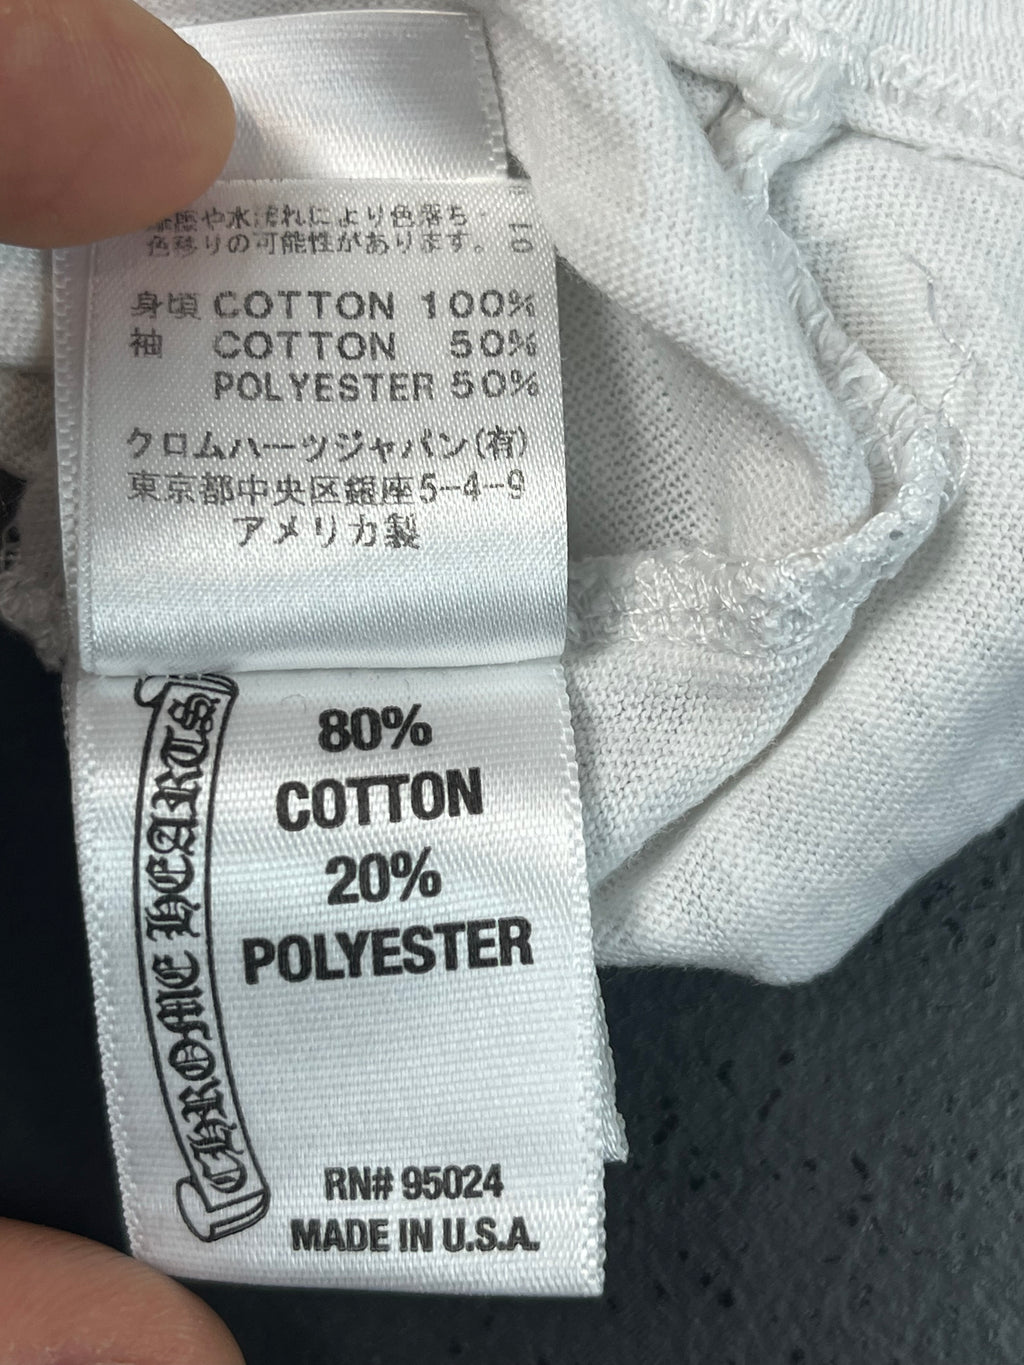 摩擦や水濡れにより色落ち・
色移りの可能性があります。
01
身頃 COTTON 100%
袖 COTTON 50%
POLYESTER 50%
クロムハーツジャパン(有)
東京都中央区銀座5-4-9
アメリカ製
CHROME HEARTS
80%
COTTON
20%
POLYESTER
RN# 95024
MADE IN U.S.A.